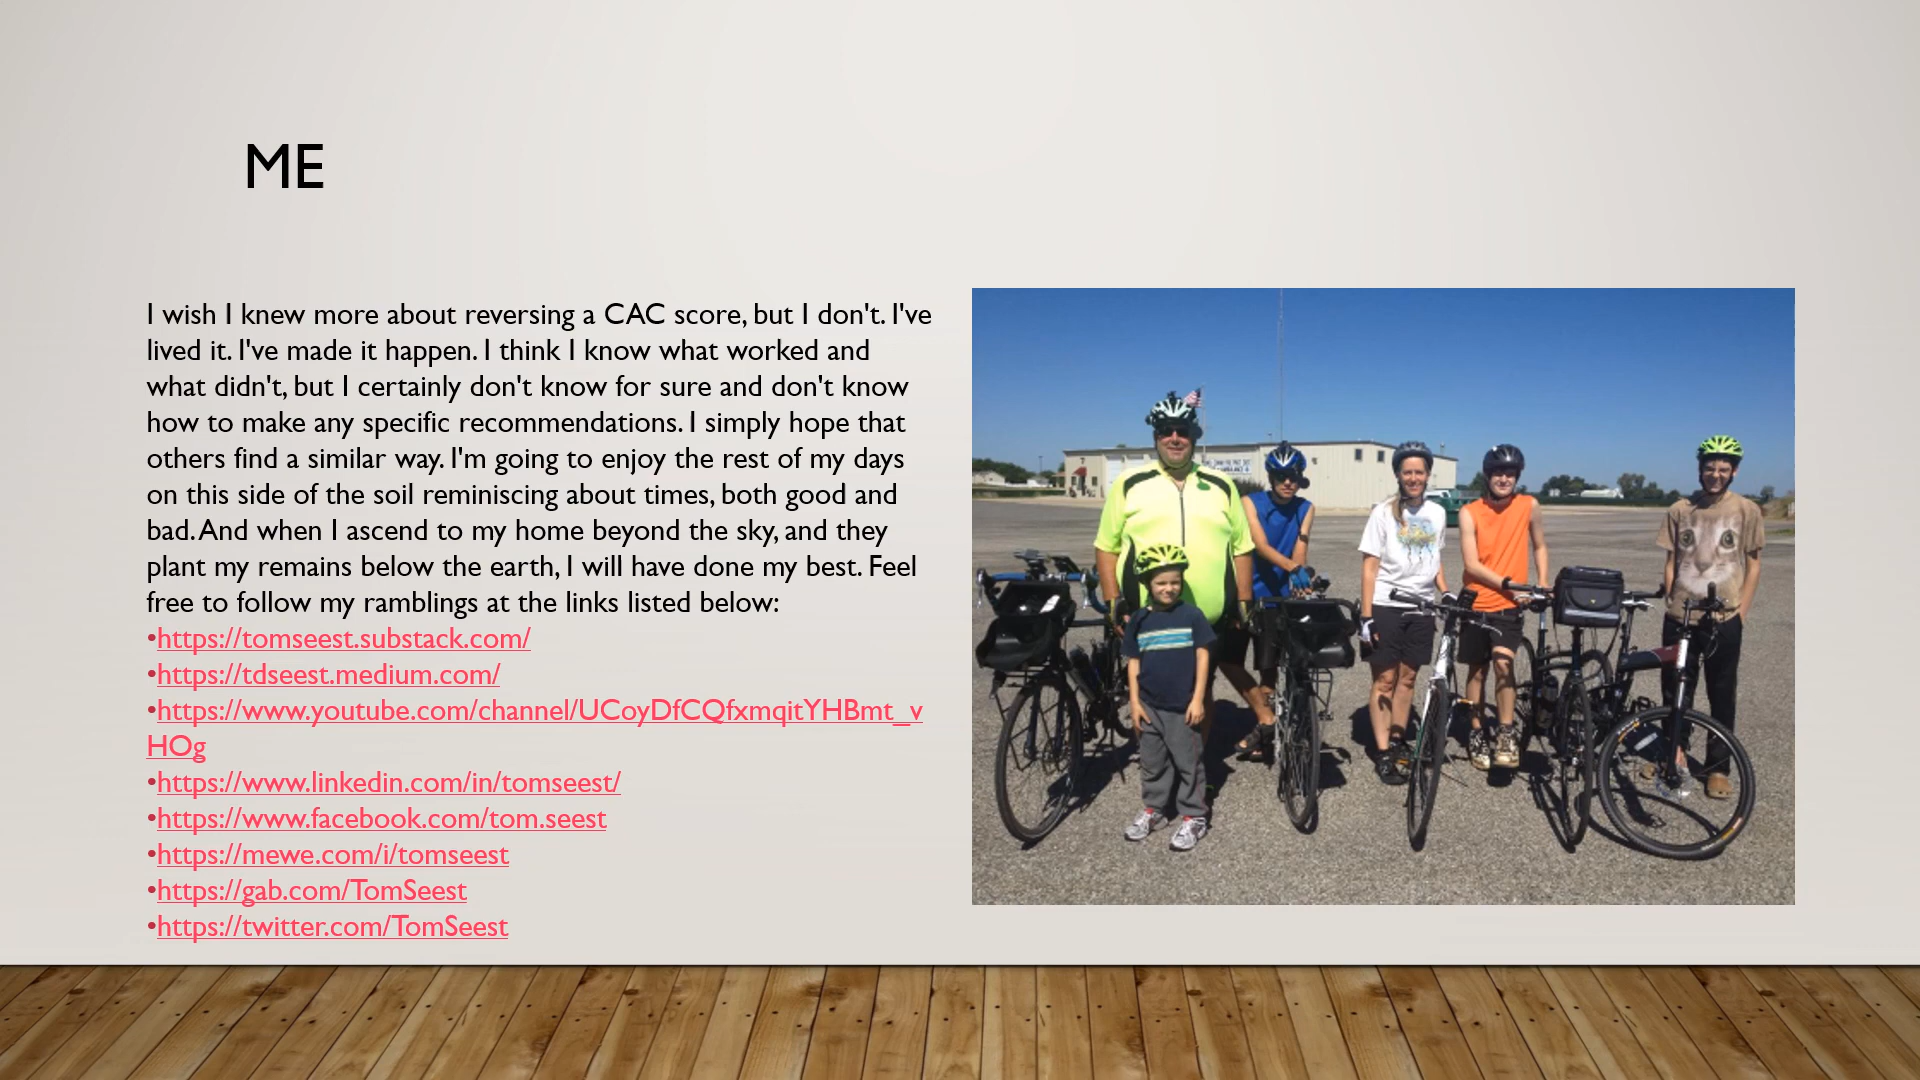 ME
I wish I knew more about reversing a CAC score, but I don't. I've
lived it. I've made it happen. I think I know what worked and
what didn't, but I certainly don't know for sure and don't know
how to make any specific recommendations. I simply hope that
others find a similar way. I'm going to enjoy the rest of my days
on this side of the soil reminiscing about times, both good and
bad. And when I ascend to my home beyond the sky, and they
plant my remains below the earth, I will have done my best. Feel
free to follow my ramblings at the links listed below:
•https://tomseest.substack.com/
•https://tdseest.medium.com/
•https://www.youtube.com/channel/UCoyDfCQfxmqitYHBmt_v
HOg
•https://www.linkedin.com/in/tomseest/
•https://www.facebook.com/tom.seest
•https://mewe.com/i/tomseest
•https://gab.com/TomSeest
•https://twitter.com/TomSeest